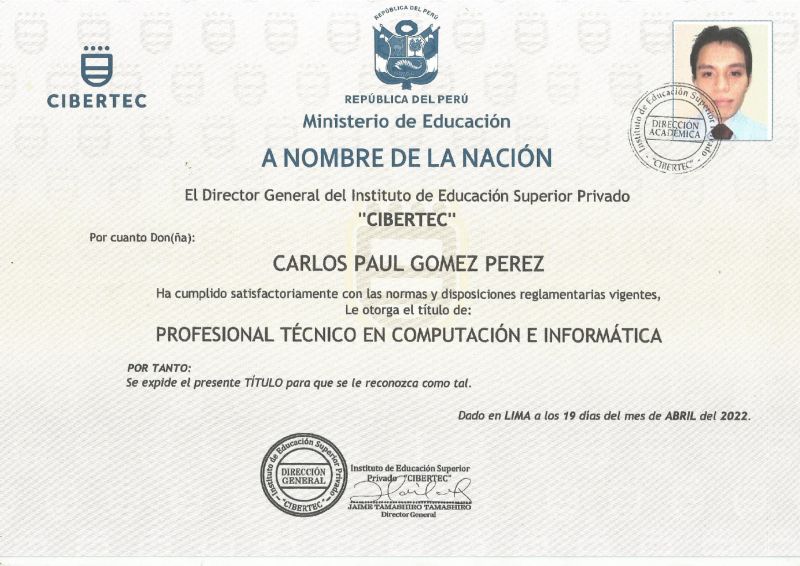 REPÚBLICA DEL PERÚ
CIBERTEC
REPÚBLICA DEL PERÚ
Ministerio de Educación
Instituto de Educación Superior Privado
DIRECCIÓN
ACADÉMICA
"CIBERTEC"
A NOMBRE DE LA NACIÓN
El Director General del Instituto de Educación Superior Privado
"CIBERTEC"
Por cuanto Don(ña):
CARLOS PAUL GOMEZ PEREZ
Ha cumplido satisfactoriamente con las normas y disposiciones reglamentarias vigentes,
Le otorga el título de:
PROFESIONAL TÉCNICO EN COMPUTACIÓN E INFORMÁTICA
POR TANTO:
Se expide el presente TÍTULO para que se le reconozca como tal.
Dado en LIMA a los 19 días del mes de ABRIL del 2022.
Instituto de Educación Superior Privado
DIRECCIÓN
GENERAL
"CIBERTEC"
Instituto de Educación Superior
Privado "CIBERTEC"
JAIME TAMASHIRO TAMASHIRO
Director General